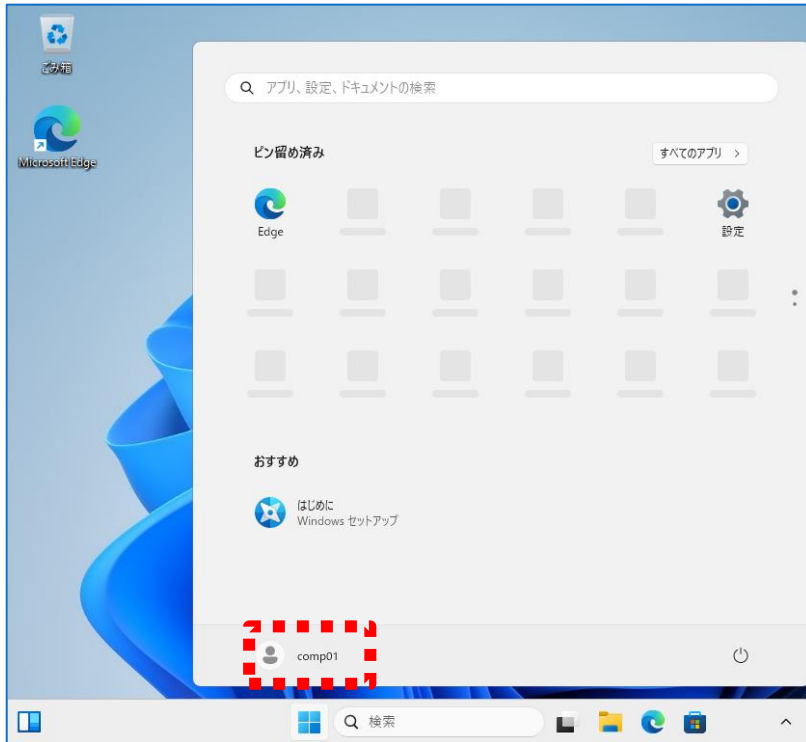 ごみ箱
Microsoft Edge
アプリ、設定、ドキュメントの検索
ピン留め済み
すべてのアプリ
Edge
設定
おすすめ
はじめに
Windows セットアップ
comp01
検索